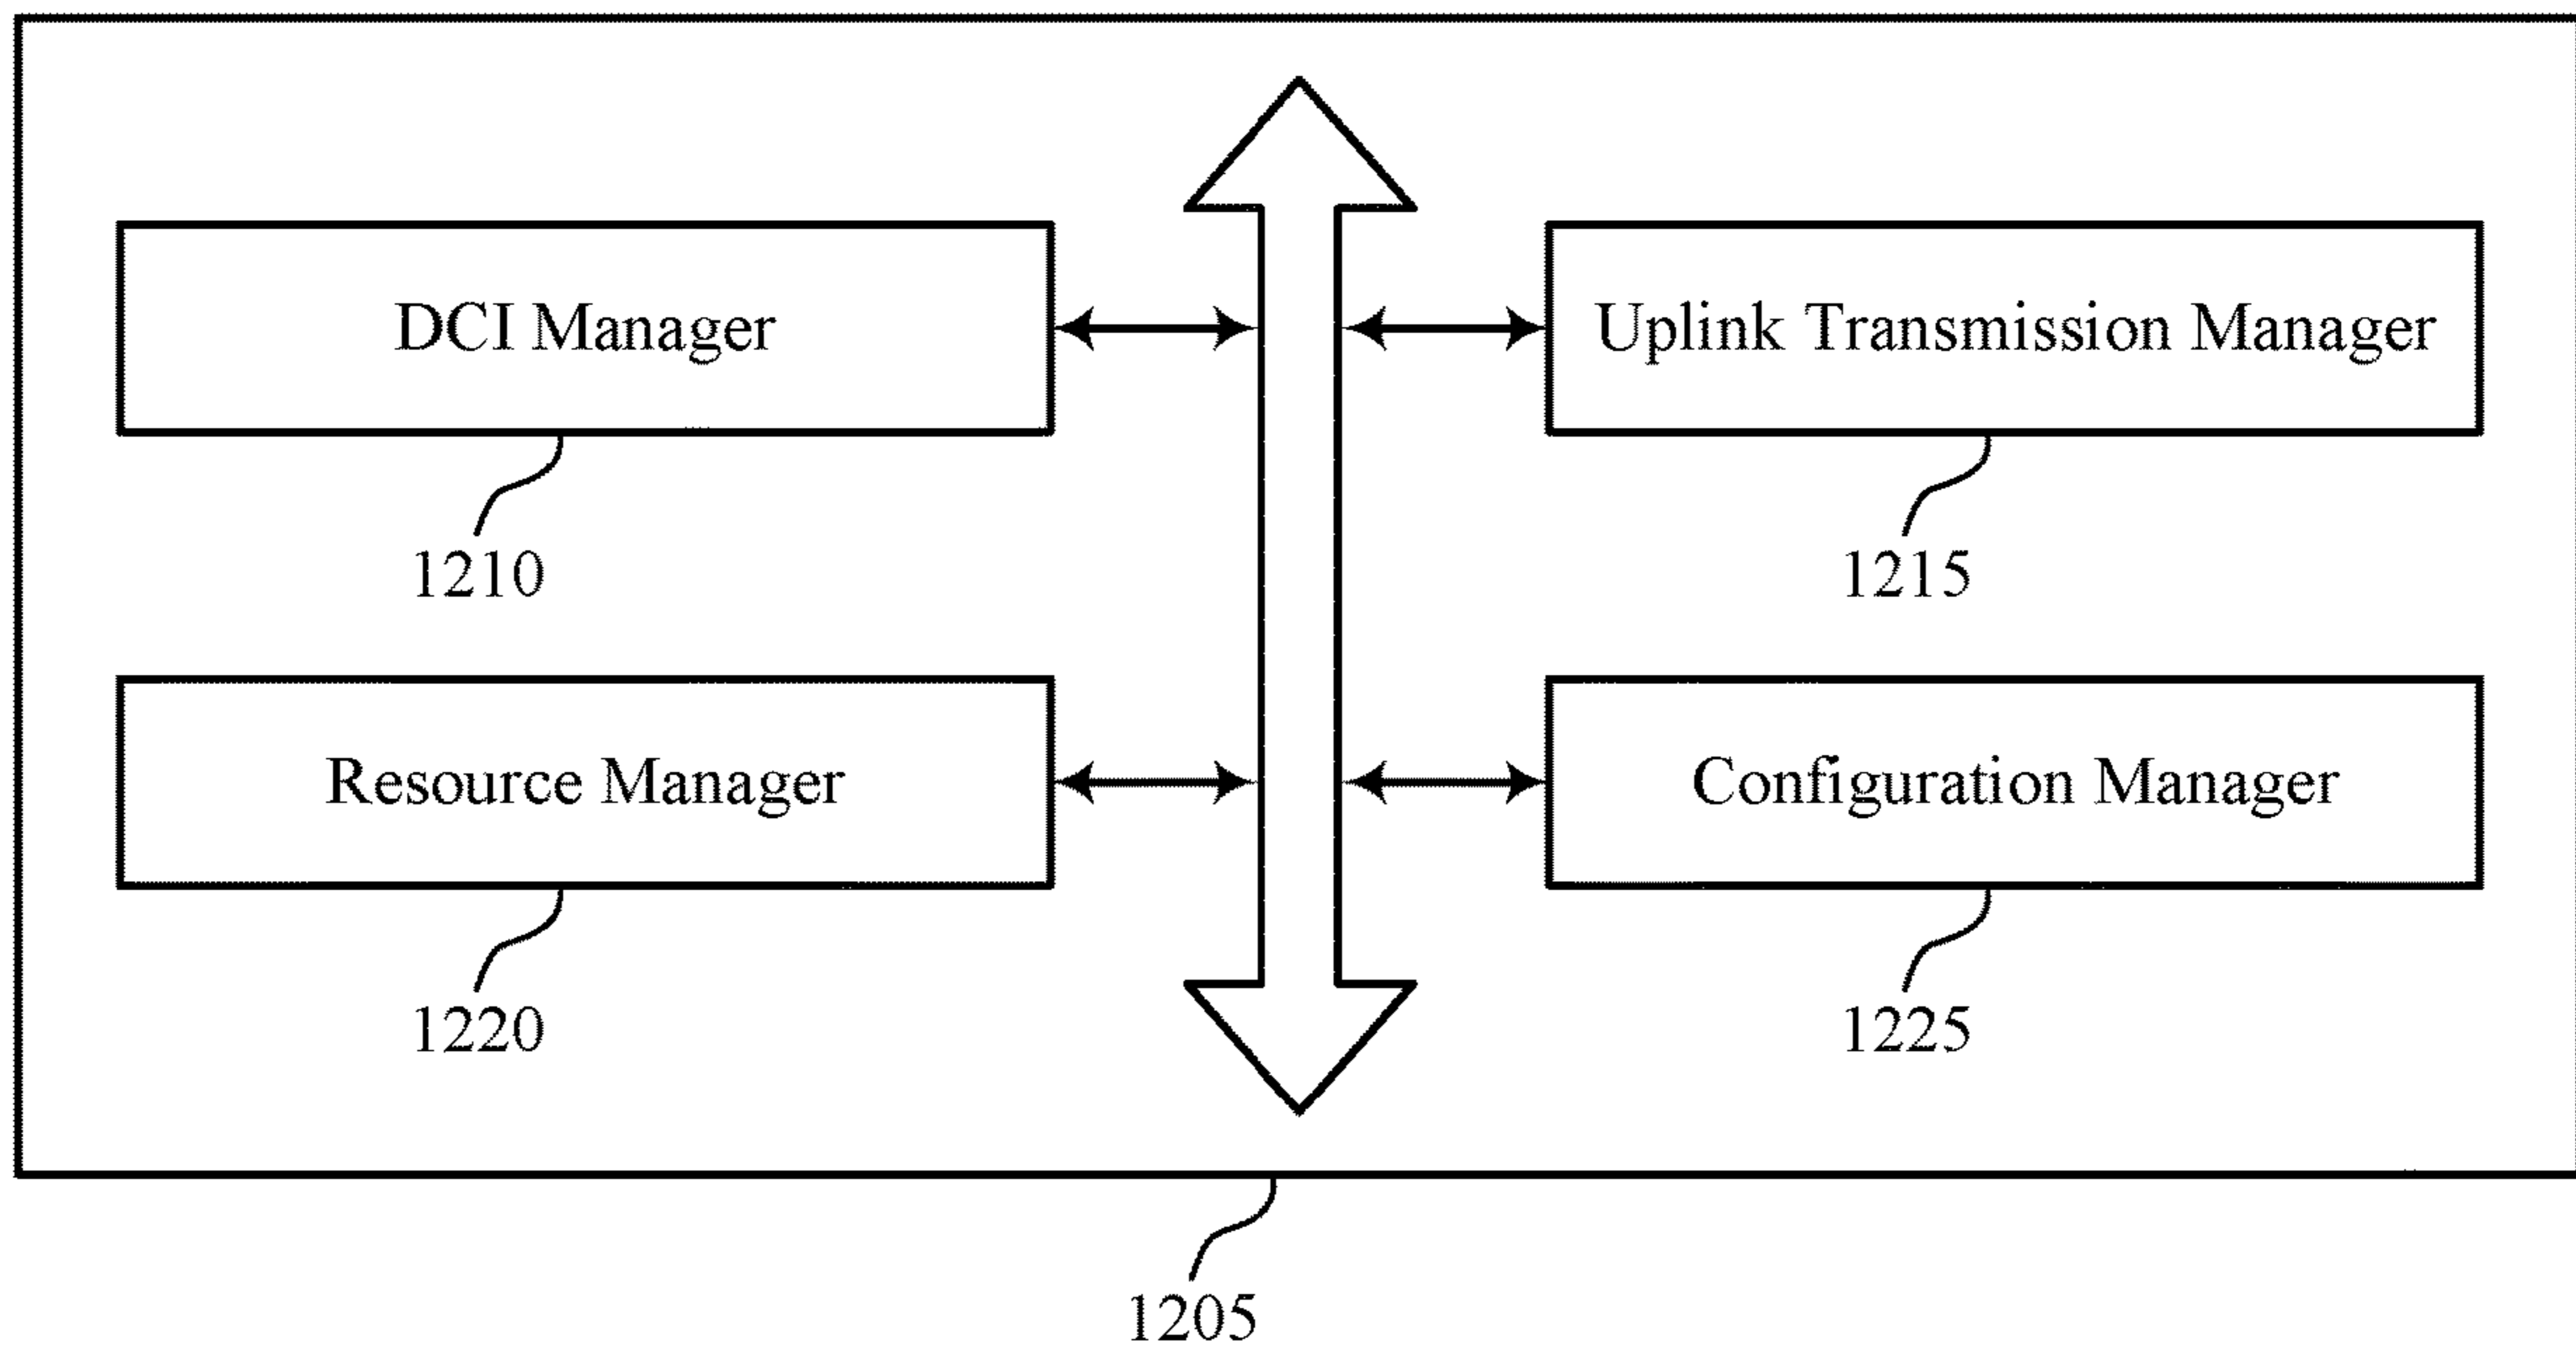 DCI Manager
Uplink Transmission Manager
1210
1215
Resource Manager
Configuration Manager
1220
1225
1205